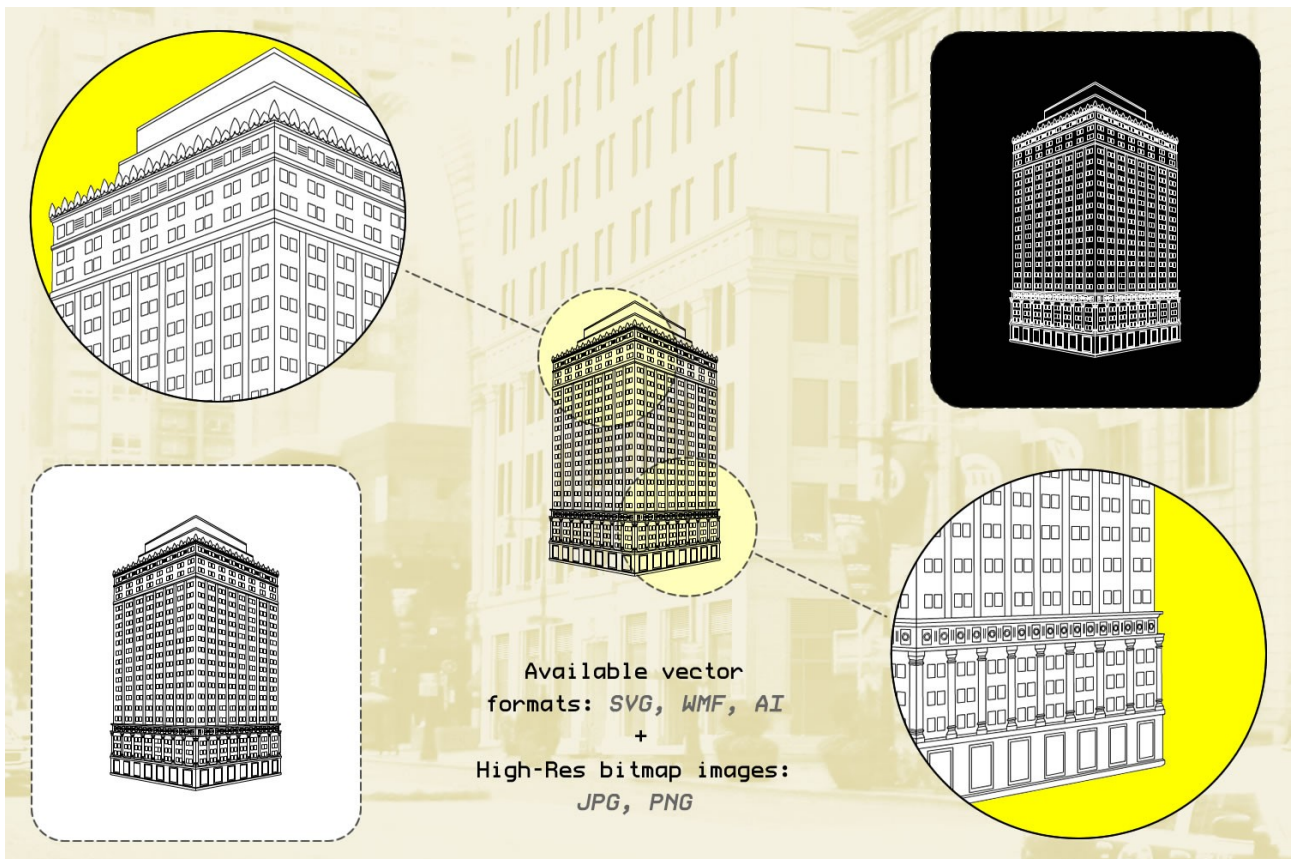 Available vector
formats: SVG, WMF, AI
+
High-Res bitmap images:
JPG, PNG